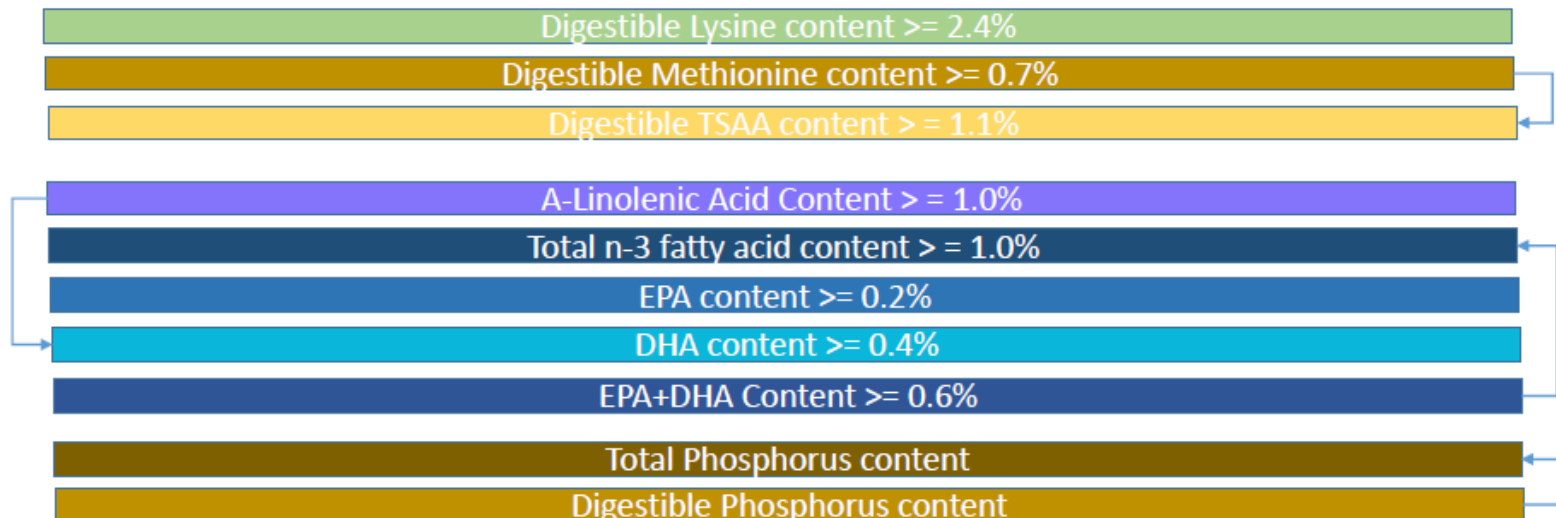 Digestible Lysine content >= 2.4%
Digestible Methionine content >= 0.7%
Digestible TSAA content > = 1.1%
A-Linolenic Acid Content > = 1.0%
Total n-3 fatty acid content > = 1.0%
EPA content >= 0.2%
DHA content >= 0.4%
EPA+DHA Content >= 0.6%
Total Phosphorus content
Digestible Phosphorus content